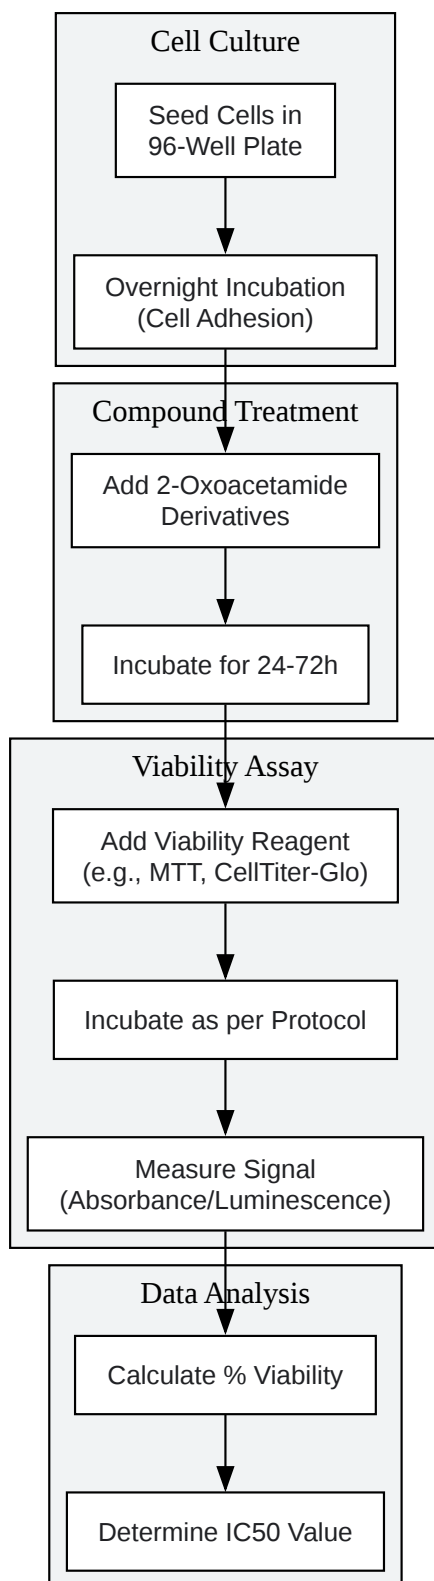 Cell Culture
Seed Cells in
96-Well Plate
Overnight Incubation
(Cell Adhesion)
Compound Treatment
Add 2-Oxoacetamide
Derivatives
Incubate for 24-72h
Viability Assay
Add Viability Reagent
(e.g., MTT, CellTiter-Glo)
Incubate as per Protocol
Measure Signal
(Absorbance/Luminescence)
Data Analysis
Calculate % Viability
Determine IC50 Value